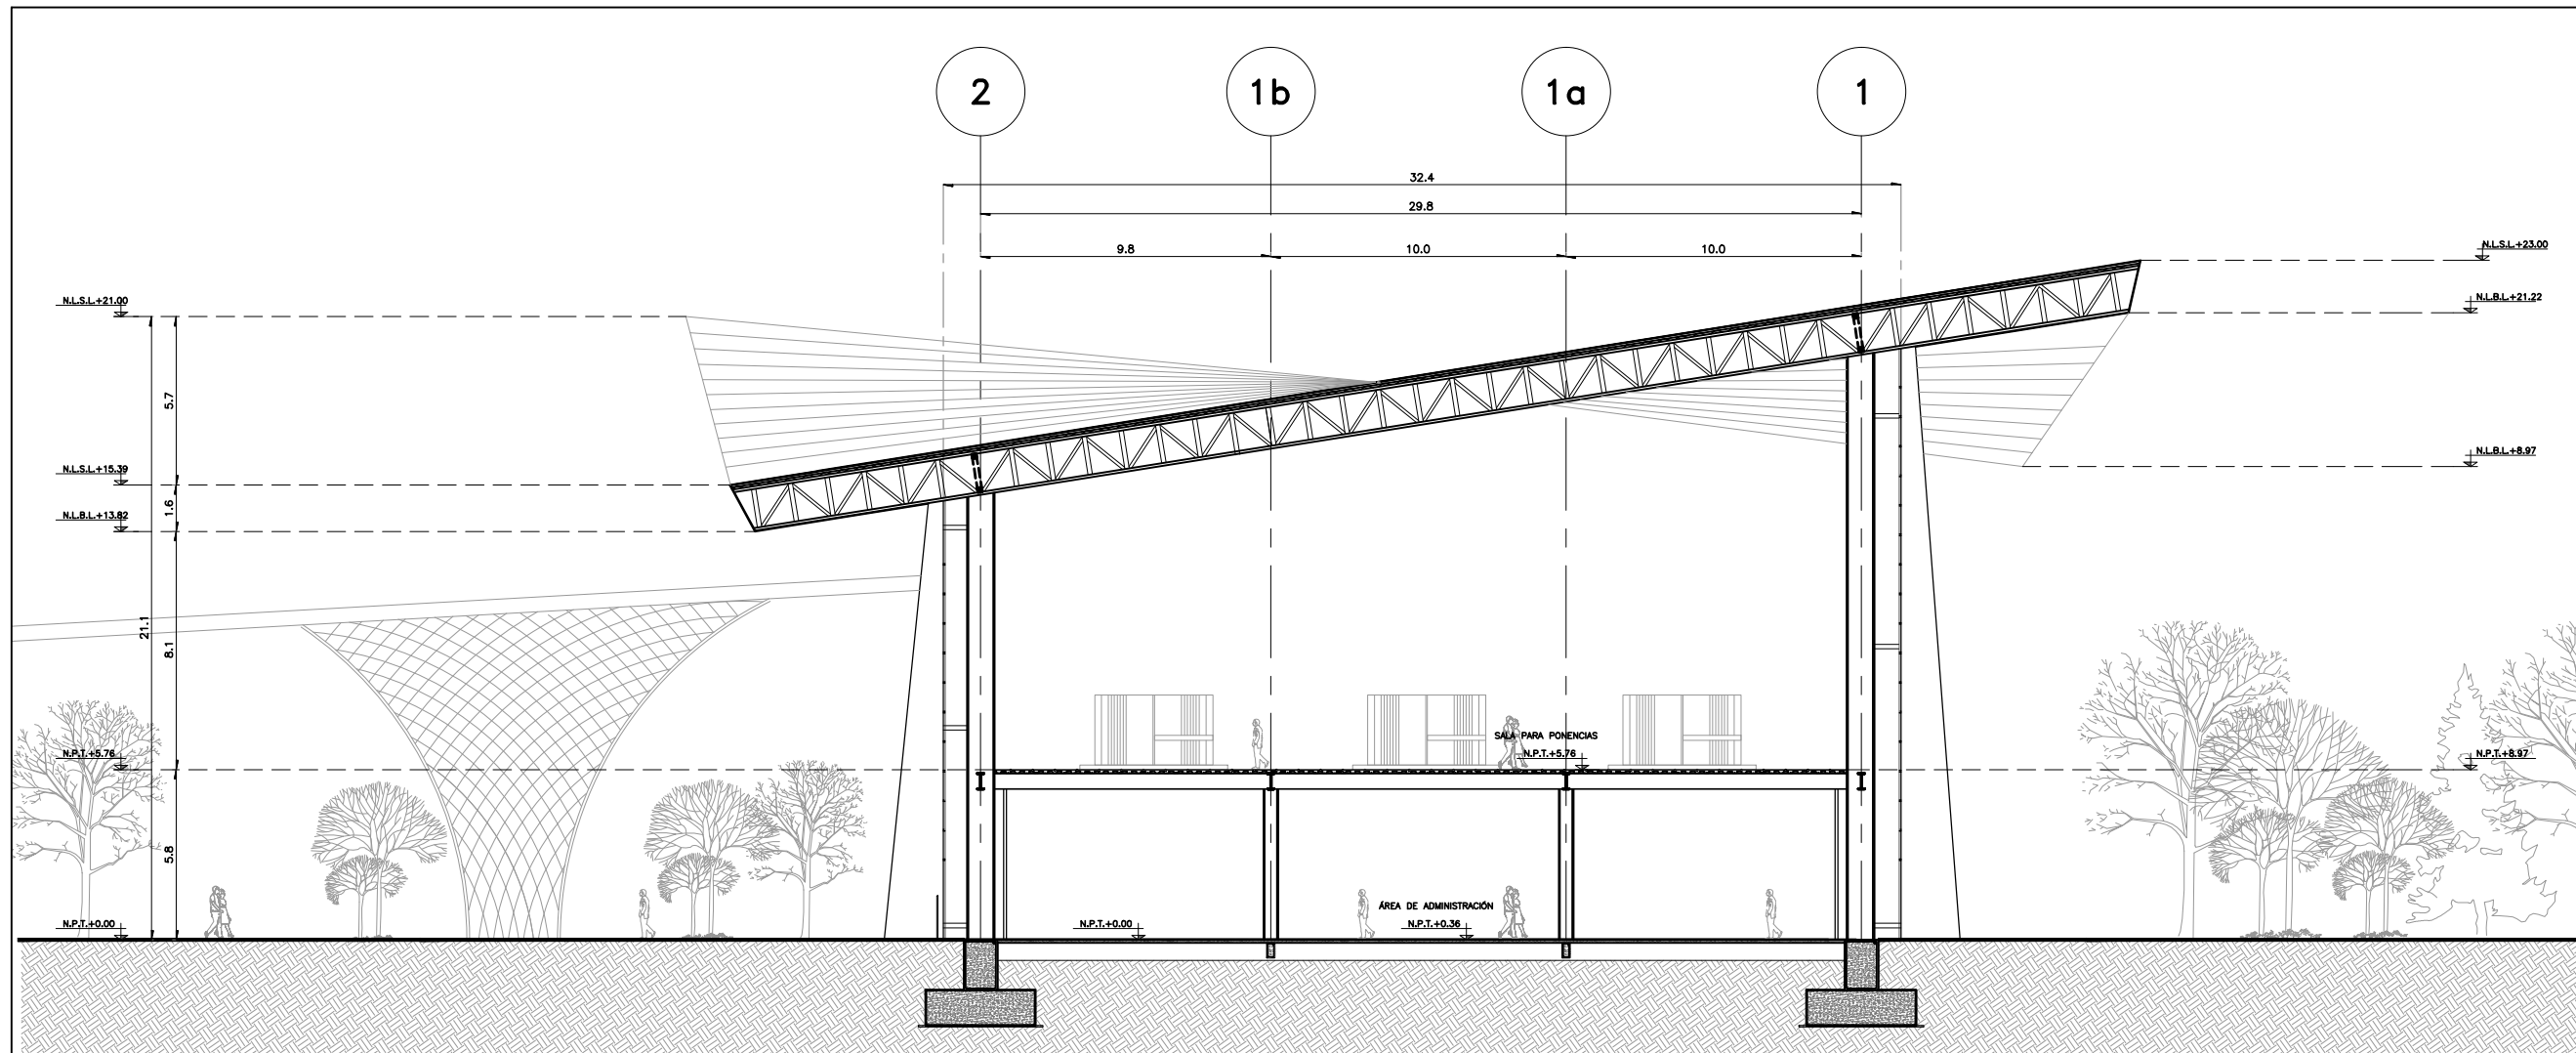 2 1b 1a 1
32.4
29.8
9.8 10.0 10.0
N.L.S.L.+23.00
N.L.S.L.+21.00
N.L.B.L.+21.22
5.7
N.L.S.L.+15.39
N.L.B.L.+8.97
1.6
N.L.B.L.+13.82
21.1
8.1
SALA PARA PONENCIAS
N.P.T.+5.76
N.P.T.+5.76
N.P.T.+8.97
5.8
ÁREA DE ADMINISTRACIÓN
N.P.T.+0.00
N.P.T.+0.00
N.P.T.+0.36